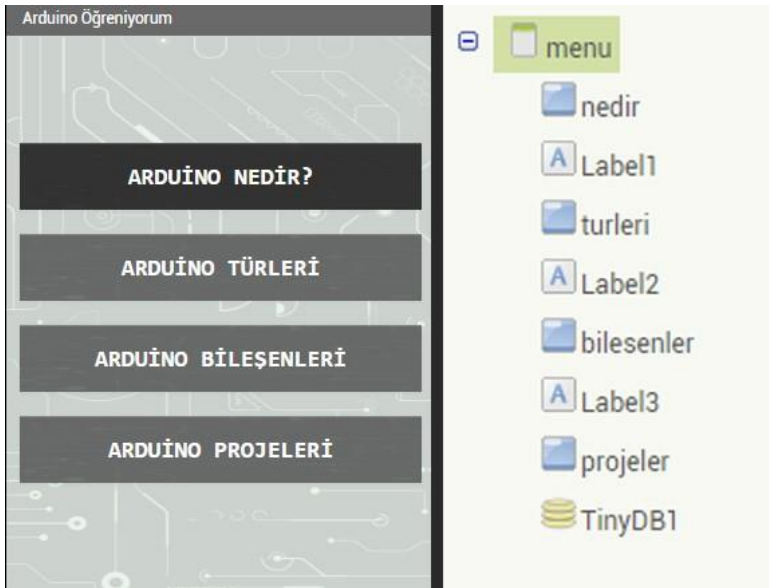 Arduino Öğreniyorum
ARDUİNO NEDİR?
ARDUİNO TÜRLERİ
ARDUİNO BİLEŞENLERİ
ARDUİNO PROJELERİ
menu
nedir
A Label1
turleri
A Label2
bilesenler
A Label3
projeler
TinyDB1